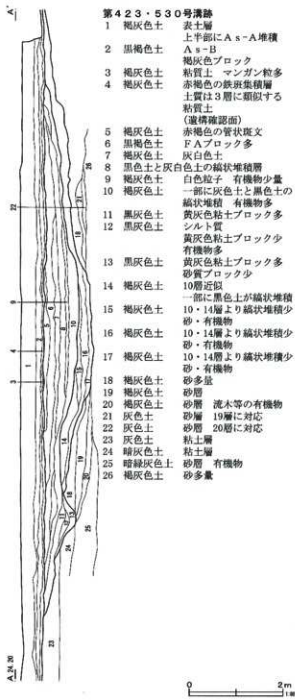 第423・530号溝跡
1 褐灰色土 表土層
上半部にAs-A堆積
2 黒褐色土 As-B
褐灰色ブロック
3 褐灰色土 粘質土 マンガン粒多
4 褐灰色土 赤褐色の鉄斑集積層
土質は3層に類似する
粘質土
(遺構確認面)
5 褐灰色土 赤褐色の管状斑文
6 黒褐色土 FAブロック多
7 褐灰色土 灰白色土
8 黒色土と灰白色土の縞状堆積層
9 褐灰色土 白色粒子 有機物少量
10 褐灰色土 一部に灰色土と黒色土の
縞状堆積 有機物多
11 黒灰色土 黄灰色粘土ブロック多
12 黒灰色土 シルト質
黄灰色粘土ブロック少
有機物多
13 黒灰色土 黄灰色粘土ブロック多
砂質ブロック少
14 褐灰色土 10層近似
一部に黒色土が縞状堆積
15 褐灰色土 10・14層より縞状堆積少
砂・有機物
16 褐灰色土 10・14層より縞状堆積少
砂・有機物
17 褐灰色土 10・14層より縞状堆積少
砂・有機物
18 褐灰色土 砂多量
19 褐灰色土 砂層
20 褐灰色土 砂層 流木等の有機物
21 灰色土 砂層 19層に対応
22 灰色土 砂層 20層に対応
23 灰色土 粘土層
24 暗灰色土 粘土層
25 暗緑灰色土 砂層 有機物
26 褐灰色土 砂多量
A'
A 24.20
0 2m